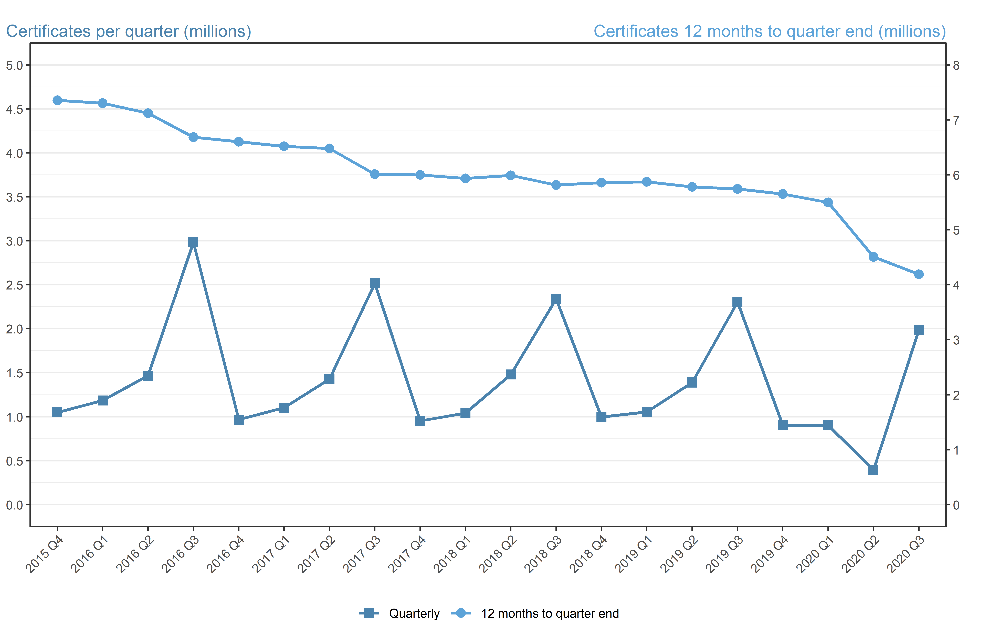 Certificates per quarter (millions)
Certificates 12 months to quarter end (millions)
5.0
4.5
4.0
3.5
3.0
2.5
2.0
1.5
1.0
0.5
0.0
8
7
6
5
4
3
2
1
0
2015 Q4
2016 Q1
2016 Q2
2016 Q3
2016 Q4
2017 Q1
2017 Q2
2017 Q3
2017 Q4
2018 Q1
2018 Q2
2018 Q3
2018 Q4
2019 Q1
2019 Q2
2019 Q3
2019 Q4
2020 Q1
2020 Q2
2020 Q3
Quarterly
12 months to quarter end